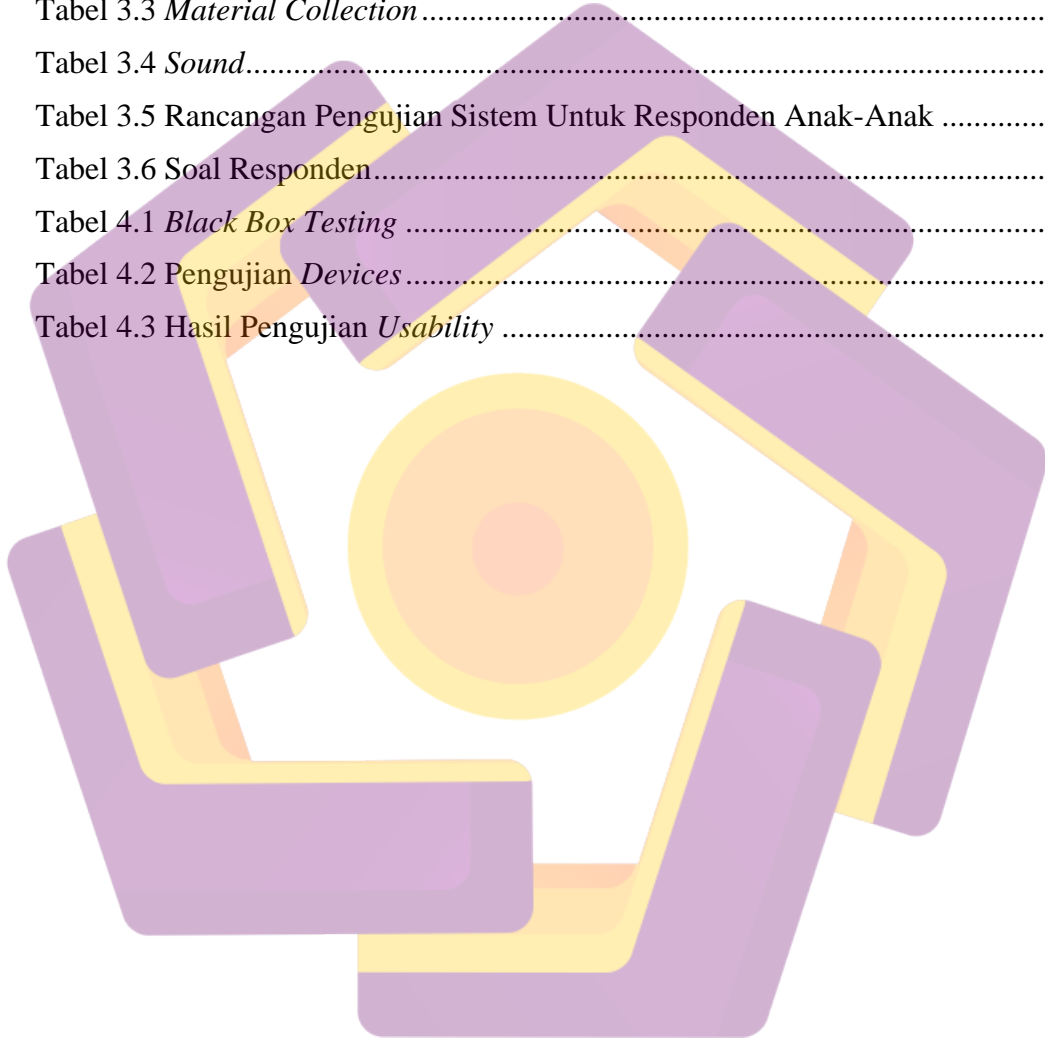 Tabel 3.3 Material Collection..............................................................................
Tabel 3.4 Sound....................................................................................................
Tabel 3.5 Rancangan Pengujian Sistem Untuk Responden Anak-Anak .............
Tabel 3.6 Soal Responden....................................................................................
Tabel 4.1 Black Box Testing ................................................................................
Tabel 4.2 Pengujian Devices................................................................................
Tabel 4.3 Hasil Pengujian Usability ....................................................................